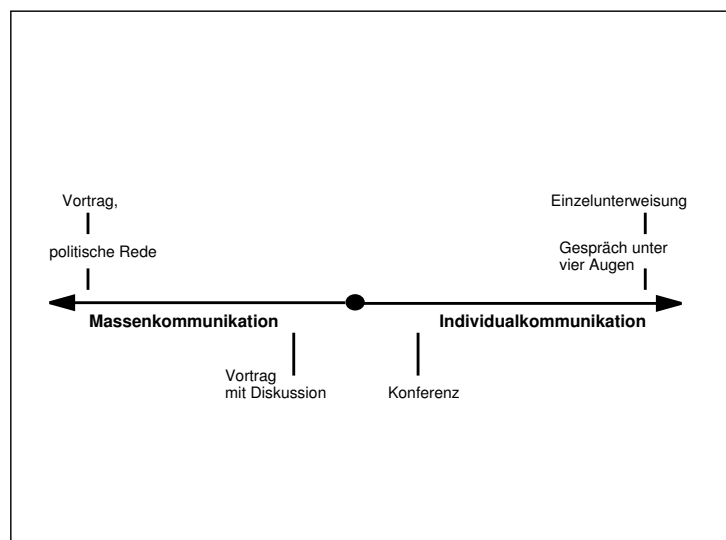 Vortrag,
Einzelunterweisung
politische Rede
Gespräch unter
vier Augen
Massenkommunikation
Individualkommunikation
Vortrag
mit Diskussion
Konferenz